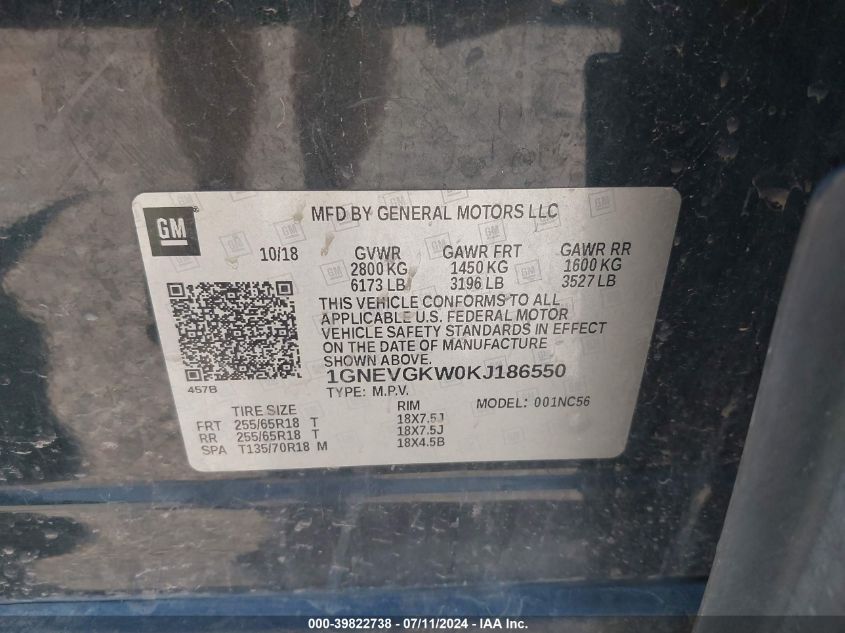 GM ®
MFD BY GENERAL MOTORS LLC
10/18 GVWR GAWR FRT GAWR RR
2800 KG 1450 KG 1600 KG
6173 LB 3196 LB 3527 LB
THIS VEHICLE CONFORMS TO ALL
APPLICABLE U.S. FEDERAL MOTOR
VEHICLE SAFETY STANDARDS IN EFFECT
ON THE DATE OF MANUFACTURE
SHOWN ABOVE.
1GNEVGKW0KJ186550
457B
TYPE: M.P.V. MODEL: 001NC56
TIRE SIZE RIM
FRT 255/65R18 T 18X7.5J
RR 255/65R18 T 18X7.5J
SPA T135/70R18 M 18X4.5B
000-39822738 - 07/11/2024 - IAAI.com